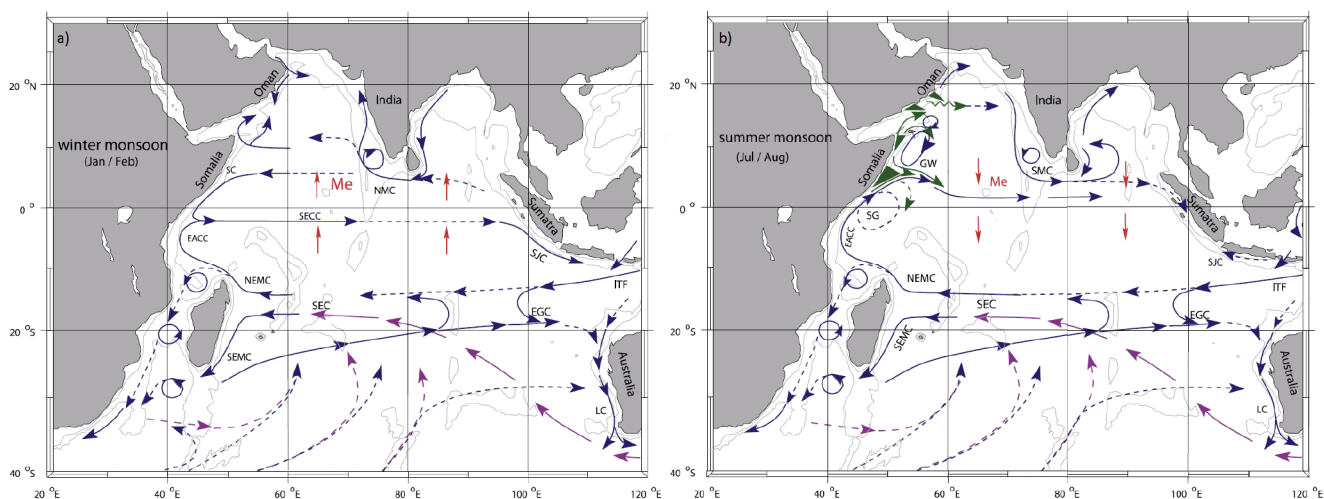 a)
Oman
20 °N
India
winter monsoon
(Jan / Feb)
Somalia
SC
Me
NMC
Sumatra
0 °
SECC
EACC
SJC
NEMC
ITF
SEC
EGC
20 °S
SEMC
Australia
LC
40 °S
20 °E
40 °E
60 °E
80 °E
100 °E
120 °E
b)
Oman
20 °N
India
summer monsoon
(Jul / Aug)
Somalia
GW
SMC
Me
Sumatra
0 °
SG
EACC
SJC
NEMC
ITF
SEC
EGC
20 °S
SEMC
Australia
LC
40 °S
20 °E
40 °E
60 °E
80 °E
100 °E
120 °E